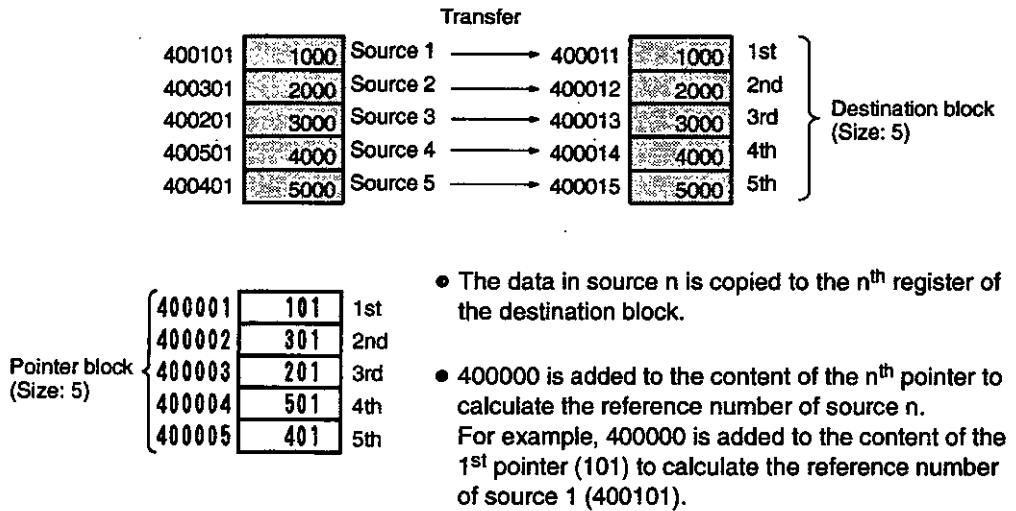 Transfer
400101 1000 Source 1 400011 1000 1st
400301 2000 Source 2 400012 2000 2nd
400201 3000 Source 3 400013 3000 3rd
400501 4000 Source 4 400014 4000 4th
400401 5000 Source 5 400015 5000 5th
Destination block
(Size: 5)
Pointer block
(Size: 5)
400001 101 1st
400002 301 2nd
400003 201 3rd
400004 501 4th
400005 401 5th
● The data in source n is copied to the nth register of
the destination block.
● 400000 is added to the content of the nth pointer to
calculate the reference number of source n.
For example, 400000 is added to the content of the
1st pointer (101) to calculate the reference number
of source 1 (400101).